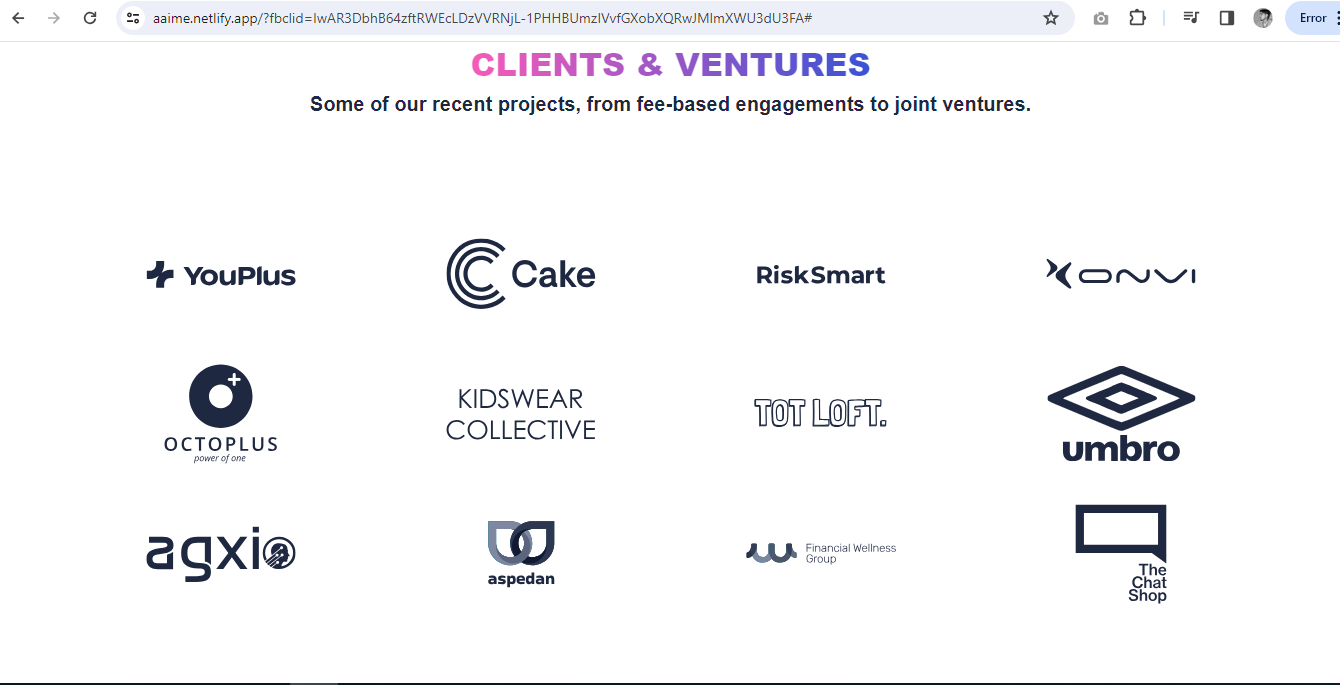 aaime.netlify.app/?fbclid=IwAR3DbhB64zftRWEcLDzVVRNjL-1PHHBUmzIVvfGXobXQRwJMImXWU3dU3FA#
Error
CLIENTS & VENTURES
Some of our recent projects, from fee-based engagements to joint ventures.
YouPlus
Cake
RiskSmart
ONVI
OCTOPLUS
power of one
KIDSWEAR
COLLECTIVE
TOT LOFT.
umbro
agxio
aspedan
Financial Wellness
Group
The
Chat
Shop